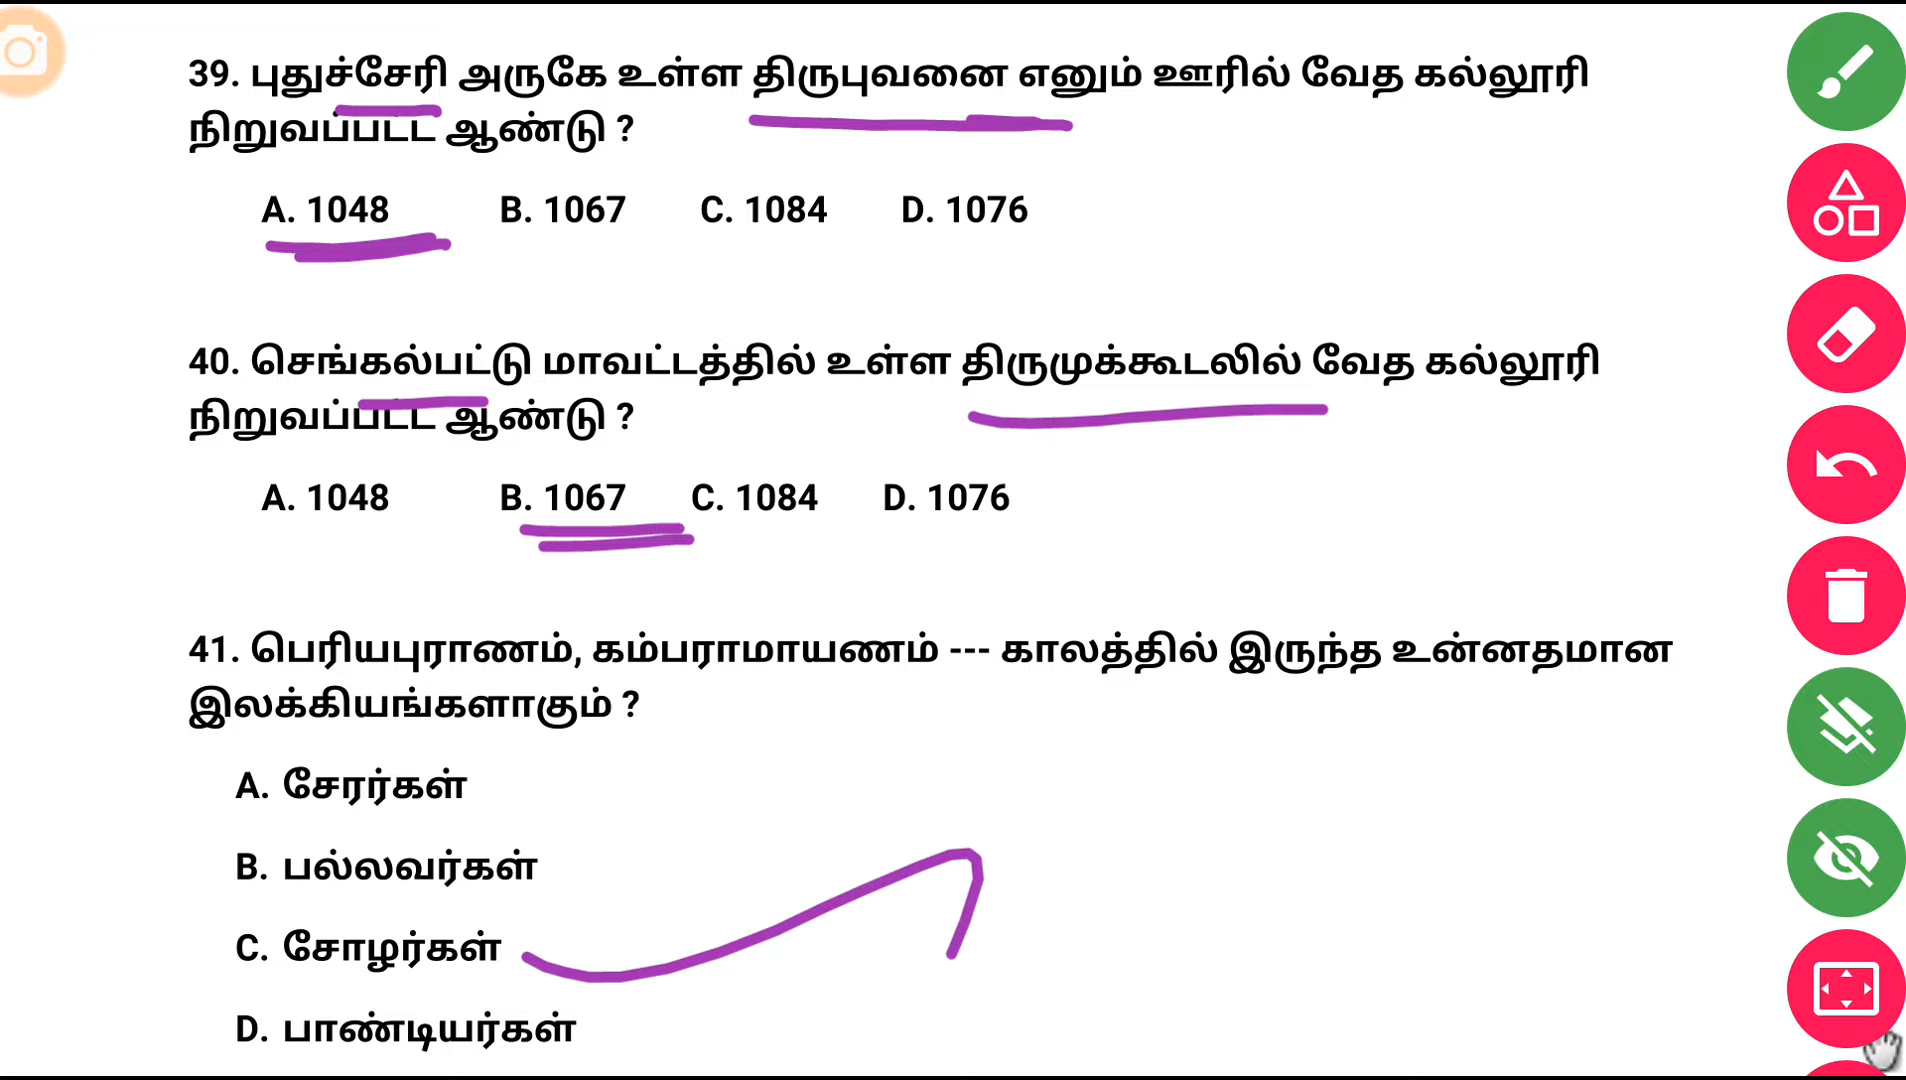 39. புதுச்சேரி அருகே உள்ள திருபுவனை எனும் ஊரில் வேத கல்லூரி
நிறுவப்பட்ட ஆண்டு ?
A. 1048 B. 1067 C. 1084 D. 1076
40. செங்கல்பட்டு மாவட்டத்தில் உள்ள திருமுக்கூடலில் வேத கல்லூரி
நிறுவப்பட்ட ஆண்டு ?
A. 1048 B. 1067 C. 1084 D. 1076
41. பெரியபுராணம், கம்பராமாயணம் --- காலத்தில் இருந்த உன்னதமான
இலக்கியங்களாகும் ?
A. சேரர்கள்
B. பல்லவர்கள்
C. சோழர்கள்
D. பாண்டியர்கள்